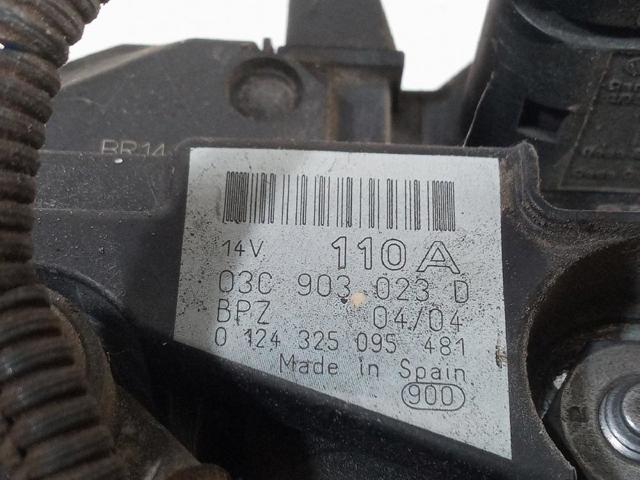 BR14
14V 110A
03C 903 023 D
BPZ 04/04
0 124 325 095 481
Made in Spain
900